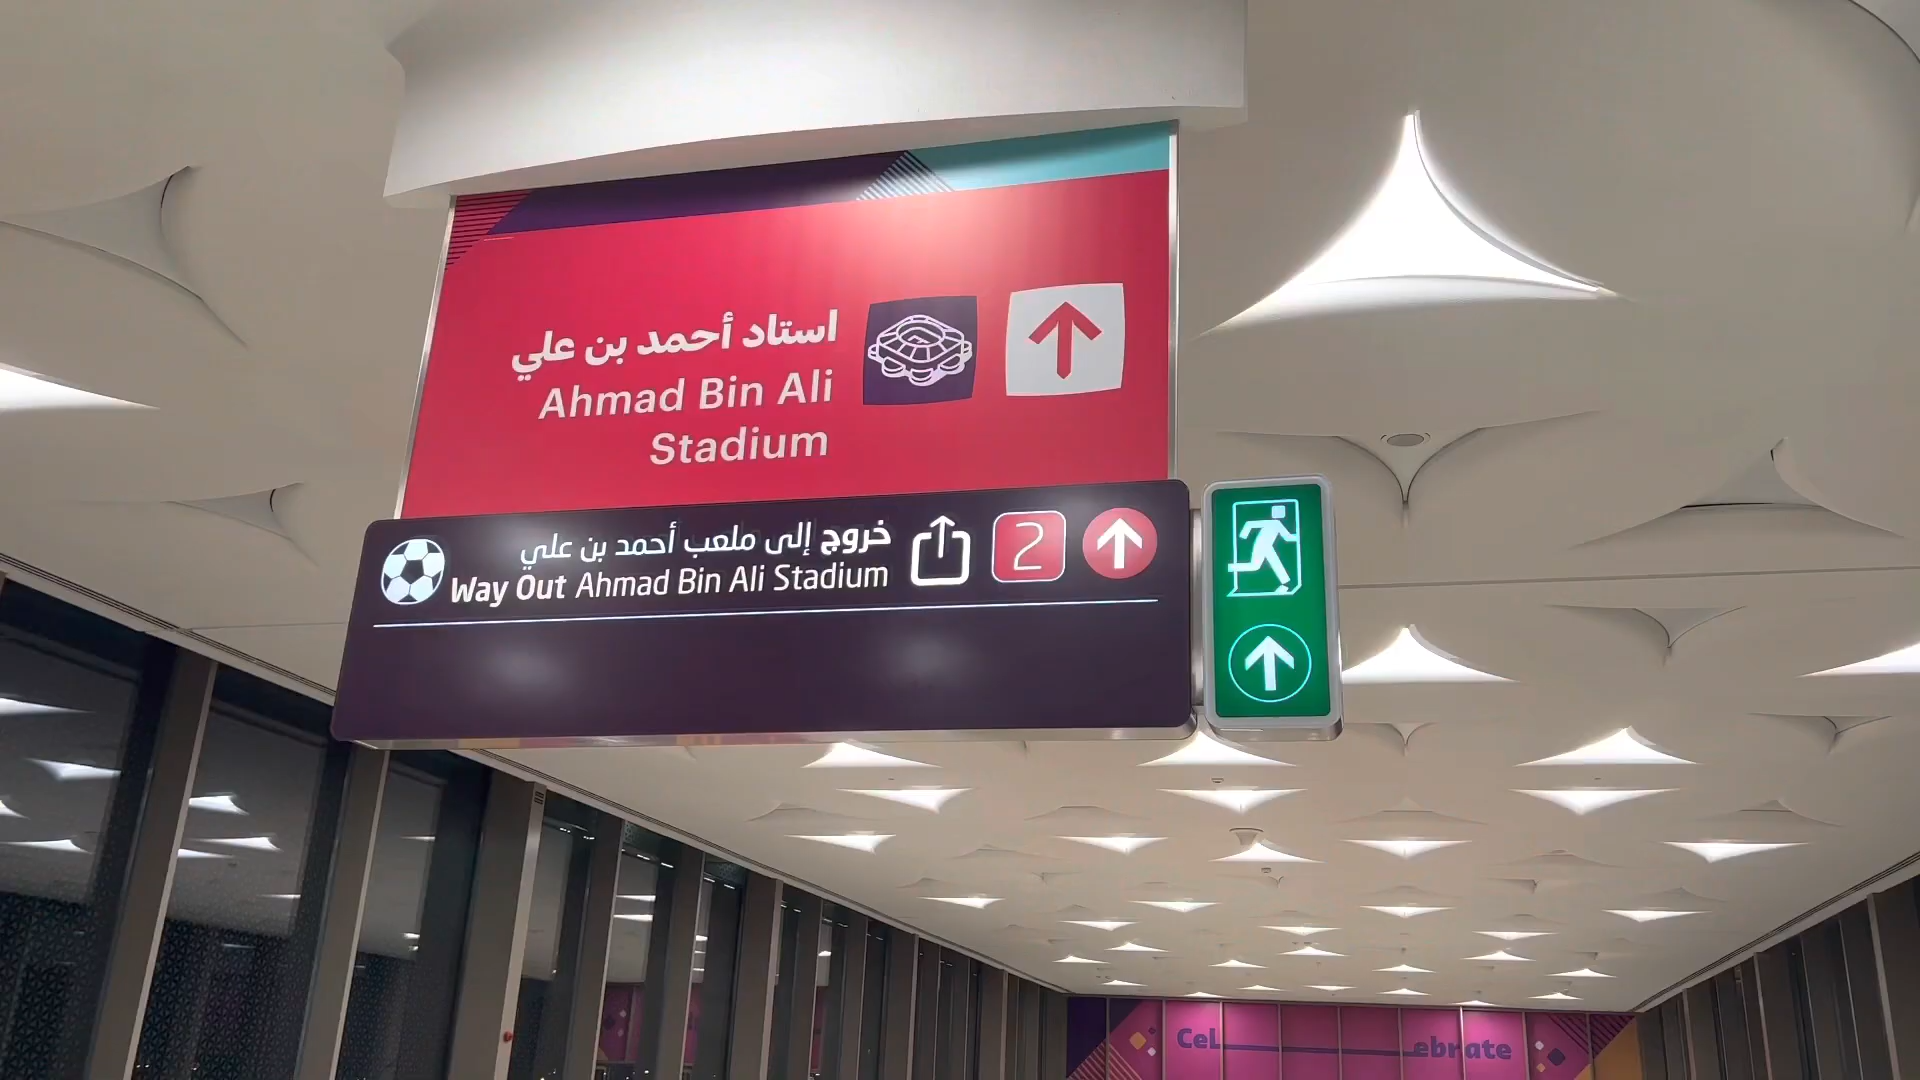 استاد أحمد بن علي
Ahmad Bin Ali
Stadium
خروج إلى ملعب أحمد بن علي
Way Out Ahmad Bin Ali Stadium
2
CeL____ebrate